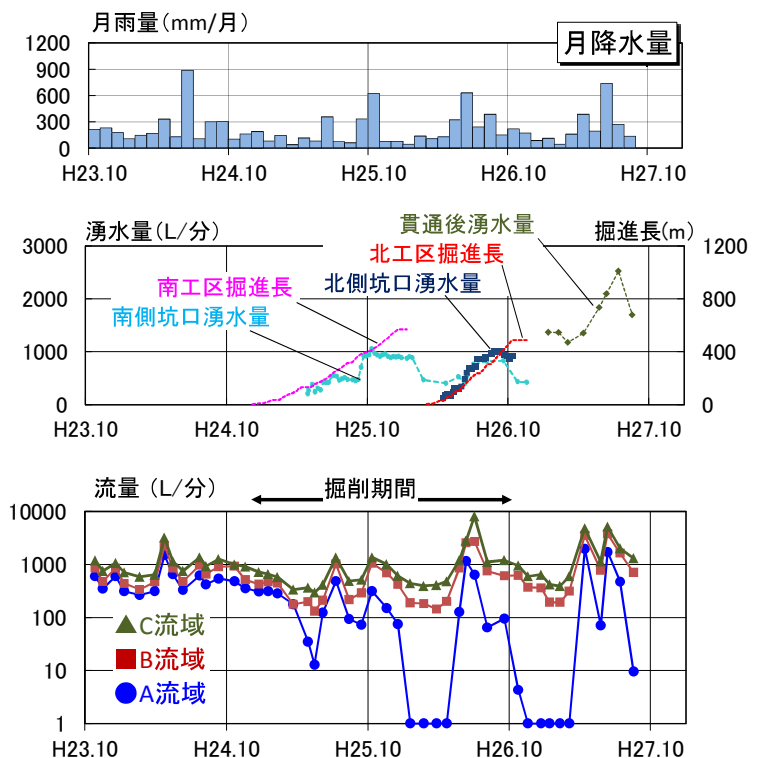 月雨量(mm/月)
月降水量
1200
900
600
300
0
H23.10 H24.10 H25.10 H26.10 H27.10
湧水量(L/分)
貫通後湧水量
掘進長(m)
3000 1200
北工区掘進長
南工区掘進長
北側坑口湧水量
2000 800
南側坑口湧水量
1000 400
0 0
H23.10 H24.10 H25.10 H26.10 H27.10
流量 (L/分)
掘削期間
10000
1000
100
C流域
B流域
10
A流域
1
H23.10 H24.10 H25.10 H26.10 H27.10